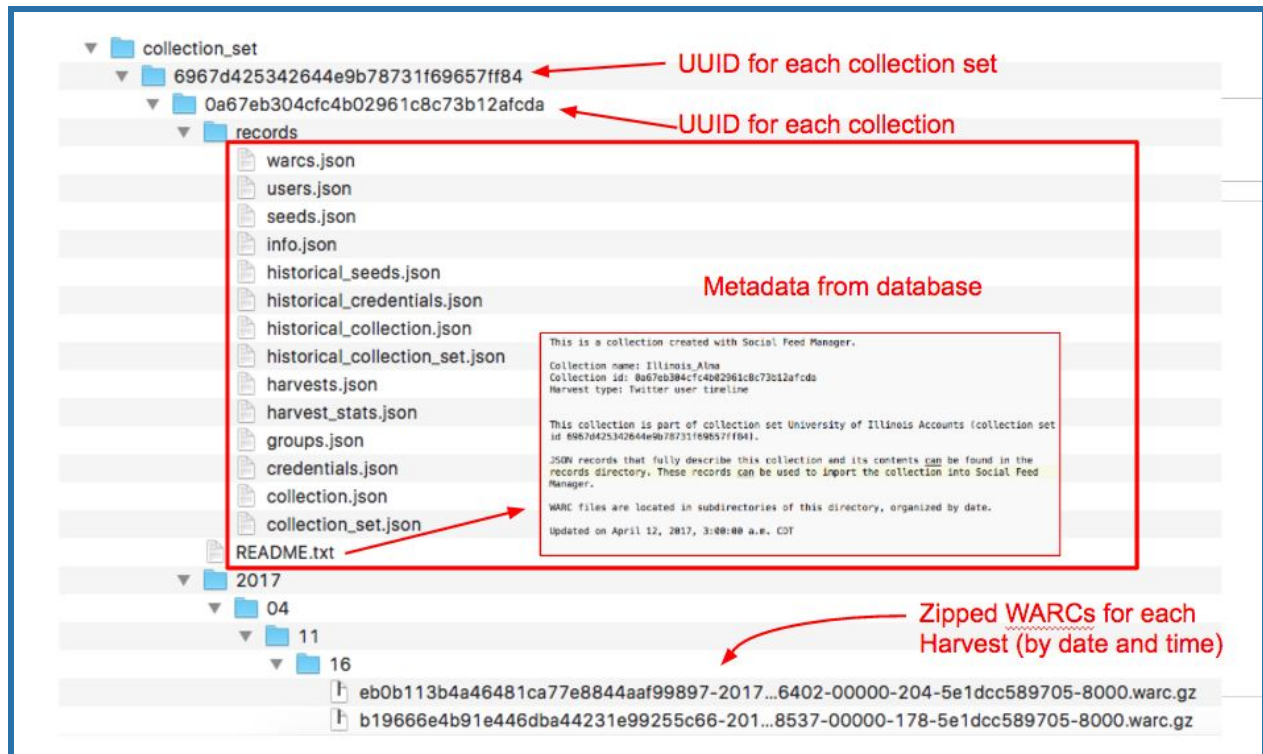 collection_set
6967d425342644e9b78731f69657ff84
UUID for each collection set
0a67eb304cfc4b02961c8c73b12afcda
UUID for each collection
records
warcs.json
users.json
seeds.json
info.json
historical_seeds.json
historical_credentials.json
historical_collection.json
historical_collection_set.json
harvests.json
harvest_stats.json
groups.json
credentials.json
collection.json
collection_set.json
README.txt
Metadata from database
This is a collection created with Social Feed Manager.
Collection name: Illinois_Alma
Collection id: 0a67eb304cfc4b02961c8c73b12afcda
Harvest type: Twitter user timeline
This collection is part of collection set University of Illinois Accounts (collection set
id 6967d425342644e9b78731f69657ff84).
JSON records that fully describe this collection and its contents can be found in the
records directory. These records can be used to import the collection into Social Feed
Manager.
WARC files are located in subdirectories of this directory, organized by date.
Updated on April 12, 2017, 3:00:00 a.m. CDT
2017
04
11
16
Zipped WARCs for each
Harvest (by date and time)
eb0b113b4a46481ca77e8844aaf99897-2017...6402-00000-204-5e1dcc589705-8000.warc.gz
b19666e4b91e446dba44231e99255c66-201...8537-00000-178-5e1dcc589705-8000.warc.gz